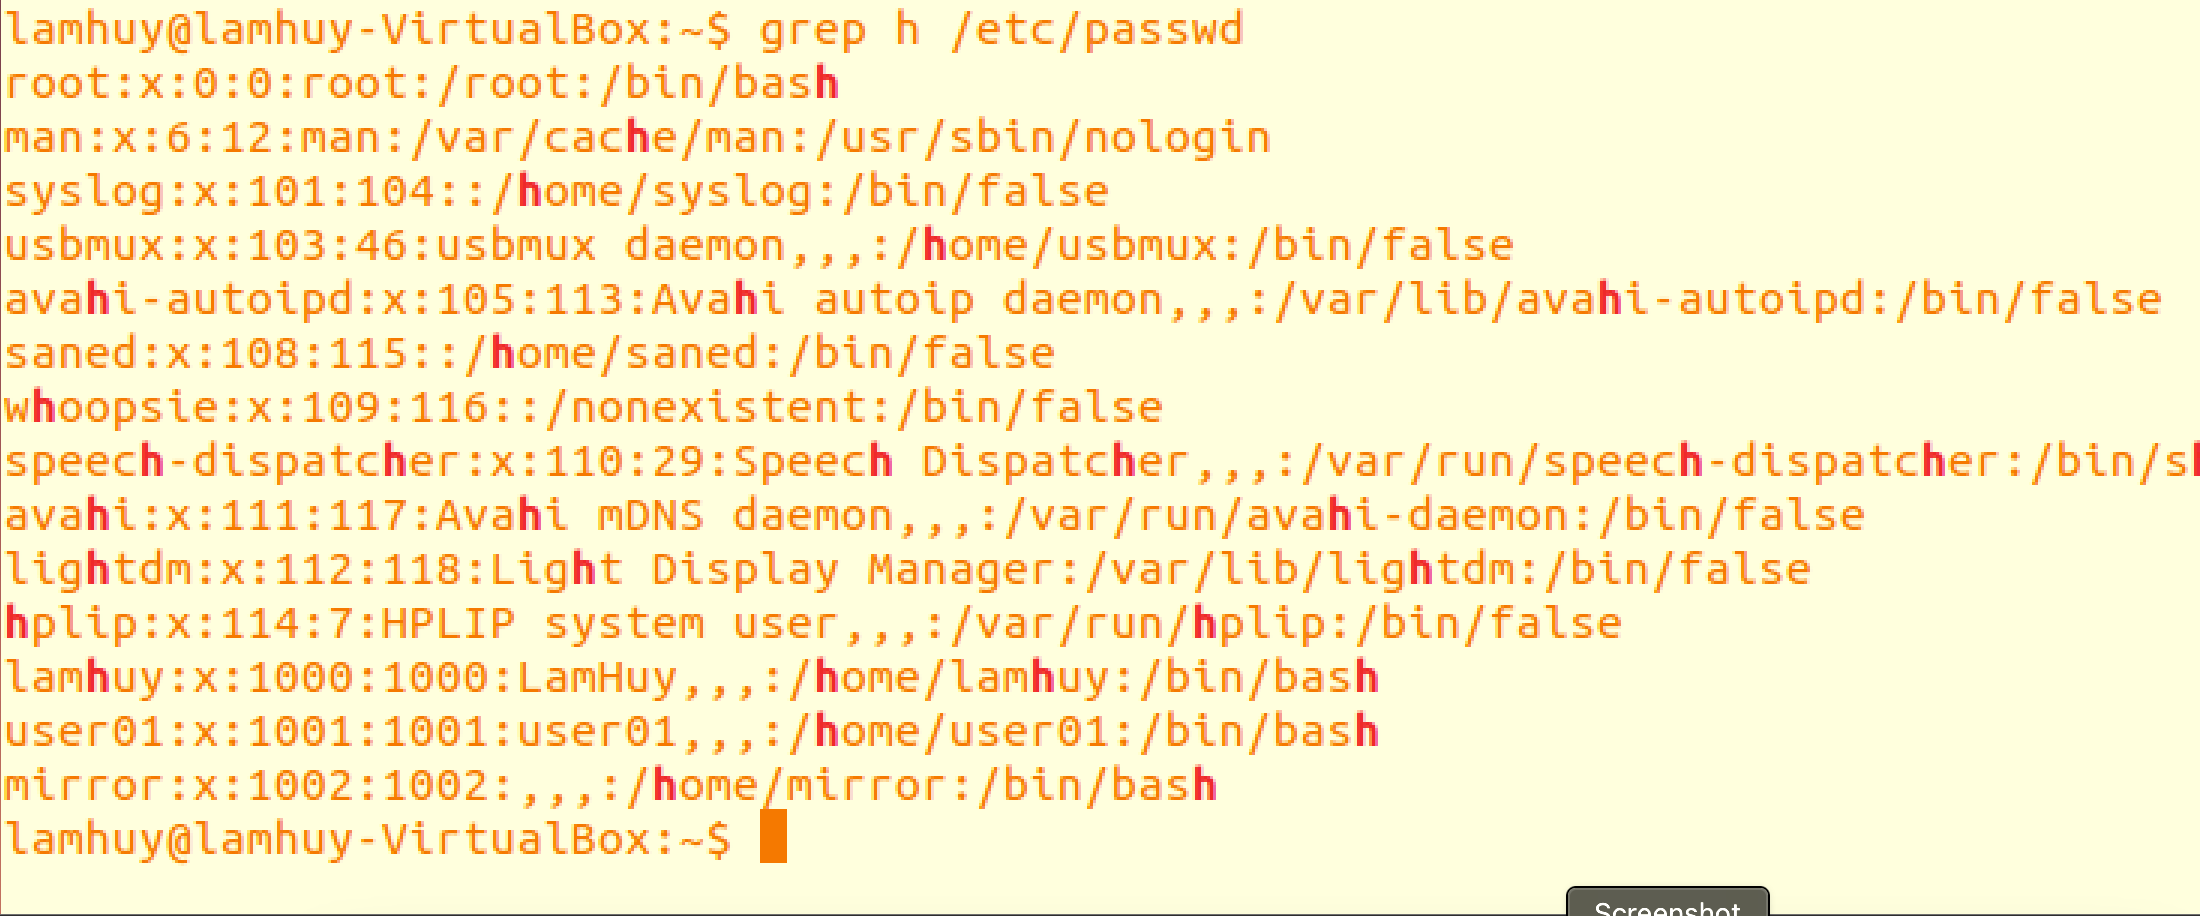 lamhuy@lamhuy-VirtualBox:~$ grep h /etc/passwd
root:x:0:0:root:/root:/bin/bash
man:x:6:12:man:/var/cache/man:/usr/sbin/nologin
syslog:x:101:104::/home/syslog:/bin/false
usbmux:x:103:46:usbmux daemon,,,:/home/usbmux:/bin/false
avahi-autoipd:x:105:113:Avahi autoip daemon,,,:/var/lib/avahi-autoipd:/bin/false
saned:x:108:115::/home/saned:/bin/false
whoopsie:x:109:116::/nonexistent:/bin/false
speech-dispatcher:x:110:29:Speech Dispatcher,,,:/var/run/speech-dispatcher:/bin/sh
avahi:x:111:117:Avahi mDNS daemon,,,:/var/run/avahi-daemon:/bin/false
lightdm:x:112:118:Light Display Manager:/var/lib/lightdm:/bin/false
hplip:x:114:7:HPLIP system user,,,:/var/run/hplip:/bin/false
lamhuy:x:1000:1000:LamHuy,,,:/home/lamhuy:/bin/bash
user01:x:1001:1001:user01,,,:/home/user01:/bin/bash
mirror:x:1002:1002:,,,:/home/mirror:/bin/bash
lamhuy@lamhuy-VirtualBox:~$
Screenshot